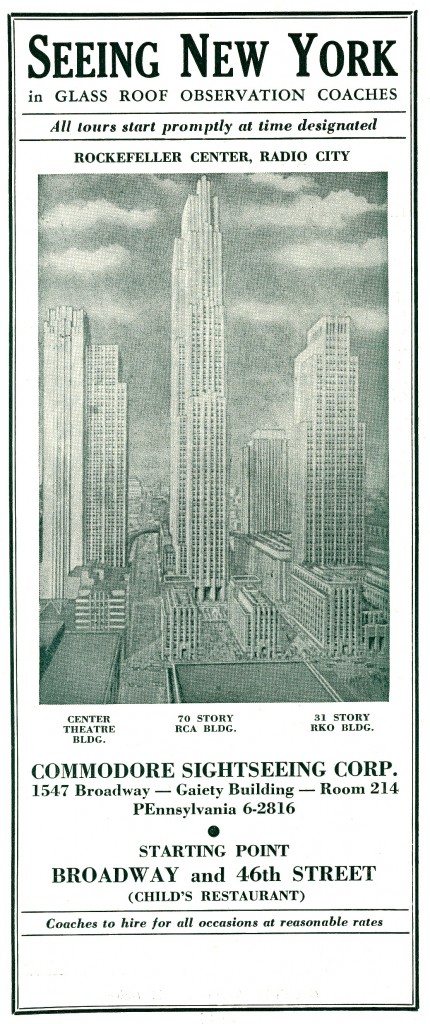 SEEING NEW YORK
in GLASS ROOF OBSERVATION COACHES
All tours start promptly at time designated
ROCKEFELLER CENTER, RADIO CITY
CENTER
THEATRE
BLDG.
70 STORY
RCA BLDG.
31 STORY
RKO BLDG.
COMMODORE SIGHTSEEING CORP.
1547 Broadway — Gaiety Building — Room 214
PEnnsylvania 6-2816
STARTING POINT
BROADWAY and 46th STREET
(CHILD'S RESTAURANT)
Coaches to hire for all occasions at reasonable rates